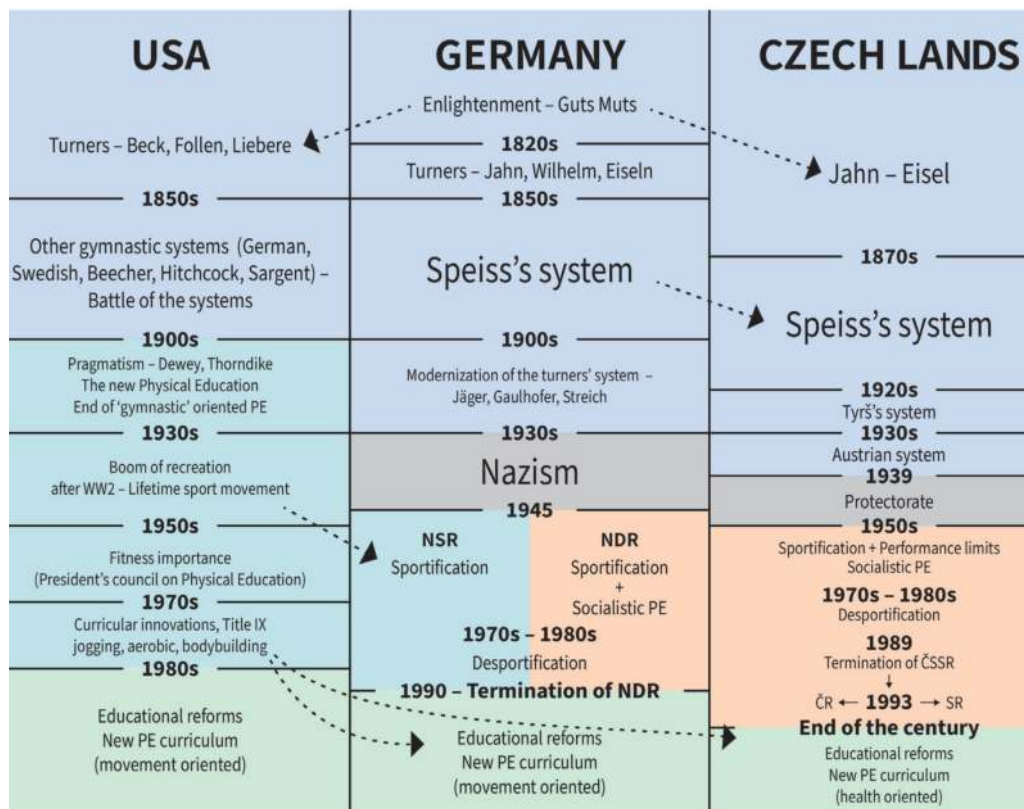 USA
Turners – Beck, Follen, Liebere
1850s
Other gymnastic systems (German,
Swedish, Beecher, Hitchcock, Sargent) –
Battle of the systems
1900s
Pragmatism – Dewey, Thorndike
The new Physical Education
End of ‘gymnastic’ oriented PE
1930s
Boom of recreation
after WW2 – Lifetime sport movement
1950s
Fitness importance
(President’s council on Physical Education)
1970s
Curricular innovations, Title IX
jogging, aerobic, bodybuilding
1980s
Educational reforms
New PE curriculum
(movement oriented)
GERMANY
Enlightenment – Guts Muts
1820s
Turners – Jahn, Wilhelm, Eiseln
1850s
Speiss’s system
1900s
Modernization of the turners’ system –
Jäger, Gaulhofer, Streich
1930s
Nazism
1945
NSR
Sportification
NDR
Sportification
+
Socialistic PE
1970s – 1980s
Desportification
1990 – Termination of NDR
Educational reforms
New PE curriculum
(movement oriented)
CZECH LANDS
Jahn – Eisel
1870s
Speiss’s system
1920s
Tyrš’s system
1930s
Austrian system
1939
Protectorate
1950s
Sportification + Performance limits
Socialistic PE
1970s – 1980s
Desportification
1989
Termination of ČSSR
ČR ← 1993 → SR
End of the century
Educational reforms
New PE curriculum
(health oriented)